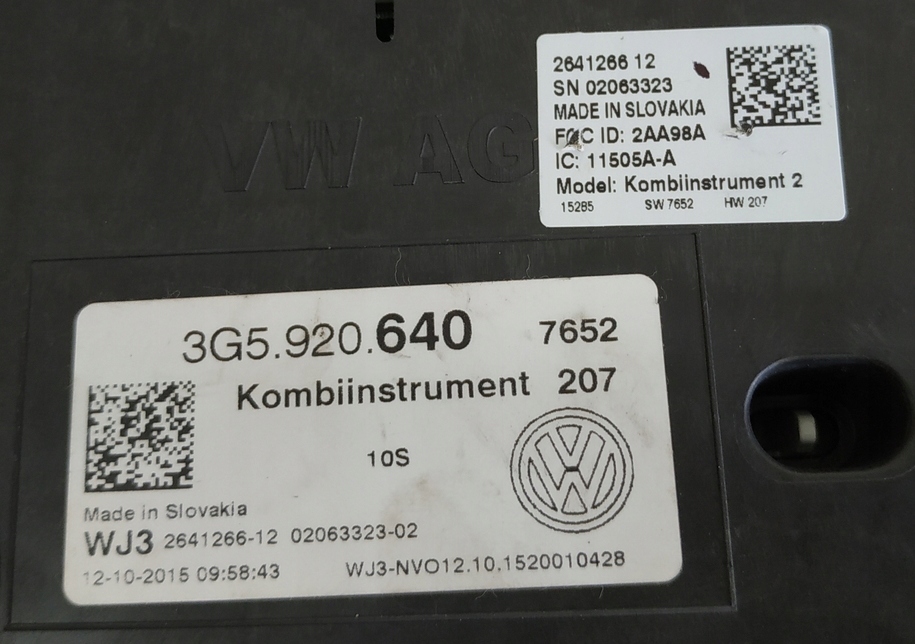 2641266 12
SN 02063323
MADE IN SLOVAKIA
FCC ID: 2AA98A
IC: 11505A-A
Model: Kombiinstrument 2
15285 SW 7652 HW 207
VW AG
3G5.920.640 7652
Kombiinstrument 207
10S
Made in Slovakia
WJ3 2641266-12 02063323-02
12-10-2015 09:58:43 WJ3-NVO12.10.1520010428